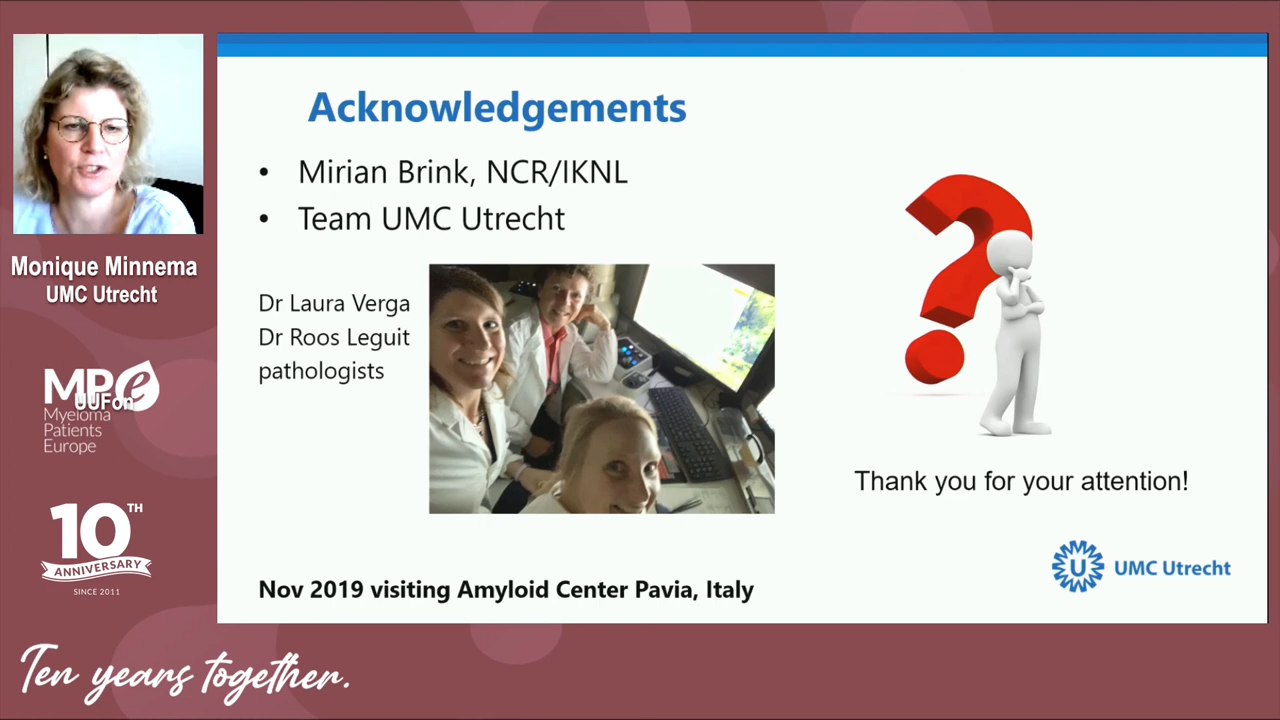 Monique Minnema
UMC Utrecht
MPe
UUFon
Myeloma
Patients
Europe
10TH
ANNIVERSARY
SINCE 2011
Ten years together.
Acknowledgements
• Mirian Brink, NCR/IKNL
• Team UMC Utrecht
Dr Laura Verga
Dr Roos Leguit
pathologists
Thank you for your attention!
U UMC Utrecht
Nov 2019 visiting Amyloid Center Pavia, Italy